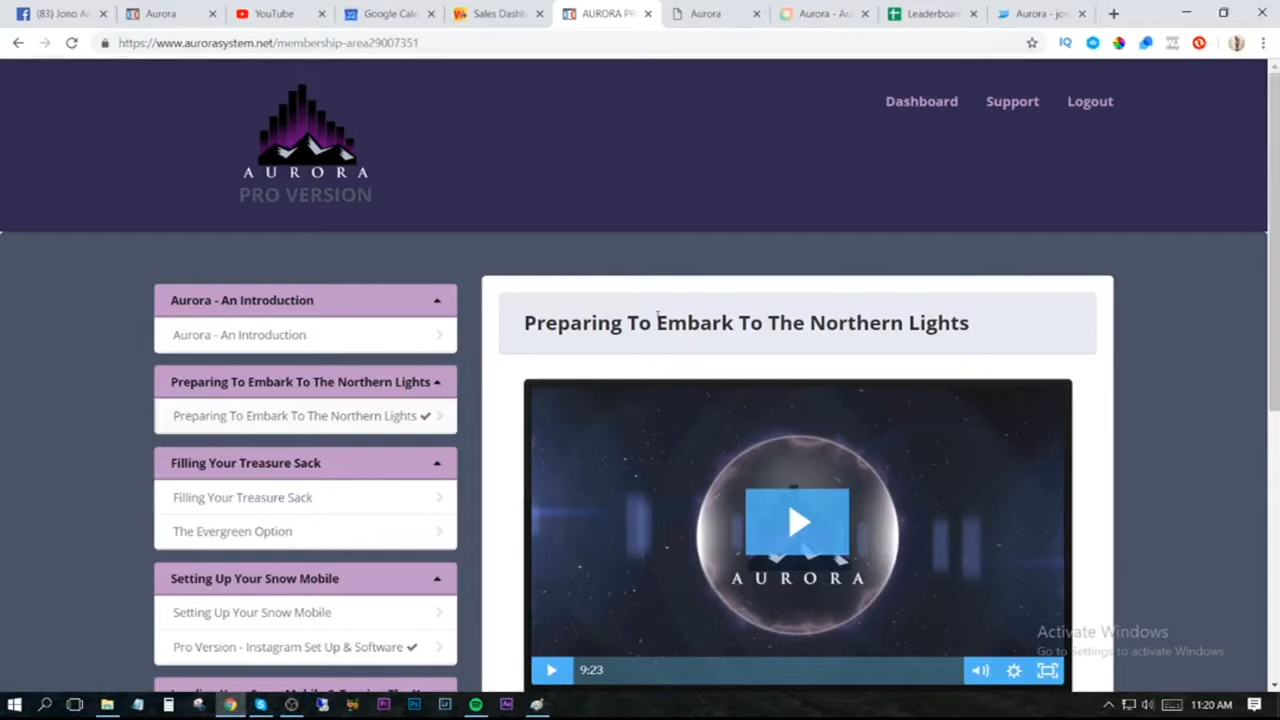 (83) Jono Ar
Aurora
YouTube
Google Cale
Sales Dashb
AURORA PR
Aurora
Aurora - Au
Leaderboar
Aurora - jon
https://www.aurorasystem.net/membership-area29007351
IQ
Dashboard
Support
Logout
AURORA
PRO VERSION
Aurora - An Introduction
Aurora - An Introduction
Preparing To Embark To The Northern Lights
Preparing To Embark To The Northern Lights
Filling Your Treasure Sack
Filling Your Treasure Sack
The Evergreen Option
Setting Up Your Snow Mobile
Setting Up Your Snow Mobile
Pro Version - Instagram Set Up & Software
Preparing To Embark To The Northern Lights
AURORA
9:23
Activate Windows
Go to Settings to activate Windows.
11:20 AM